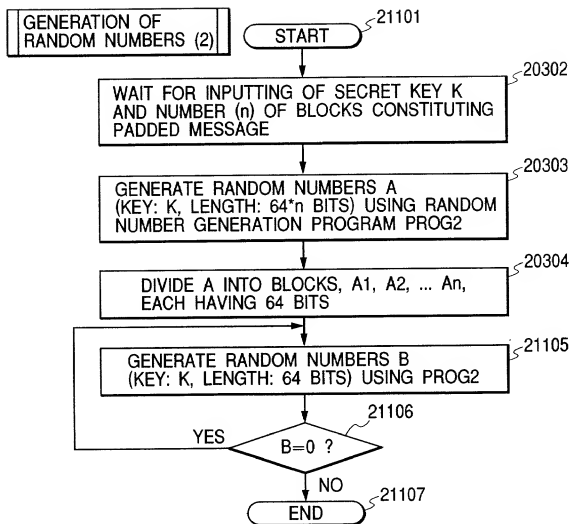 GENERATION OF
RANDOM NUMBERS (2)
START
21101
WAIT FOR INPUTTING OF SECRET KEY K
AND NUMBER (n) OF BLOCKS CONSTITUTING
PADDED MESSAGE
20302
GENERATE RANDOM NUMBERS A
(KEY: K, LENGTH: 64*n BITS) USING RANDOM
NUMBER GENERATION PROGRAM PROG2
20303
DIVIDE A INTO BLOCKS, A1, A2, ... An,
EACH HAVING 64 BITS
20304
GENERATE RANDOM NUMBERS B
(KEY: K, LENGTH: 64 BITS) USING PROG2
21105
B=0 ?
21106
YES
NO
END
21107